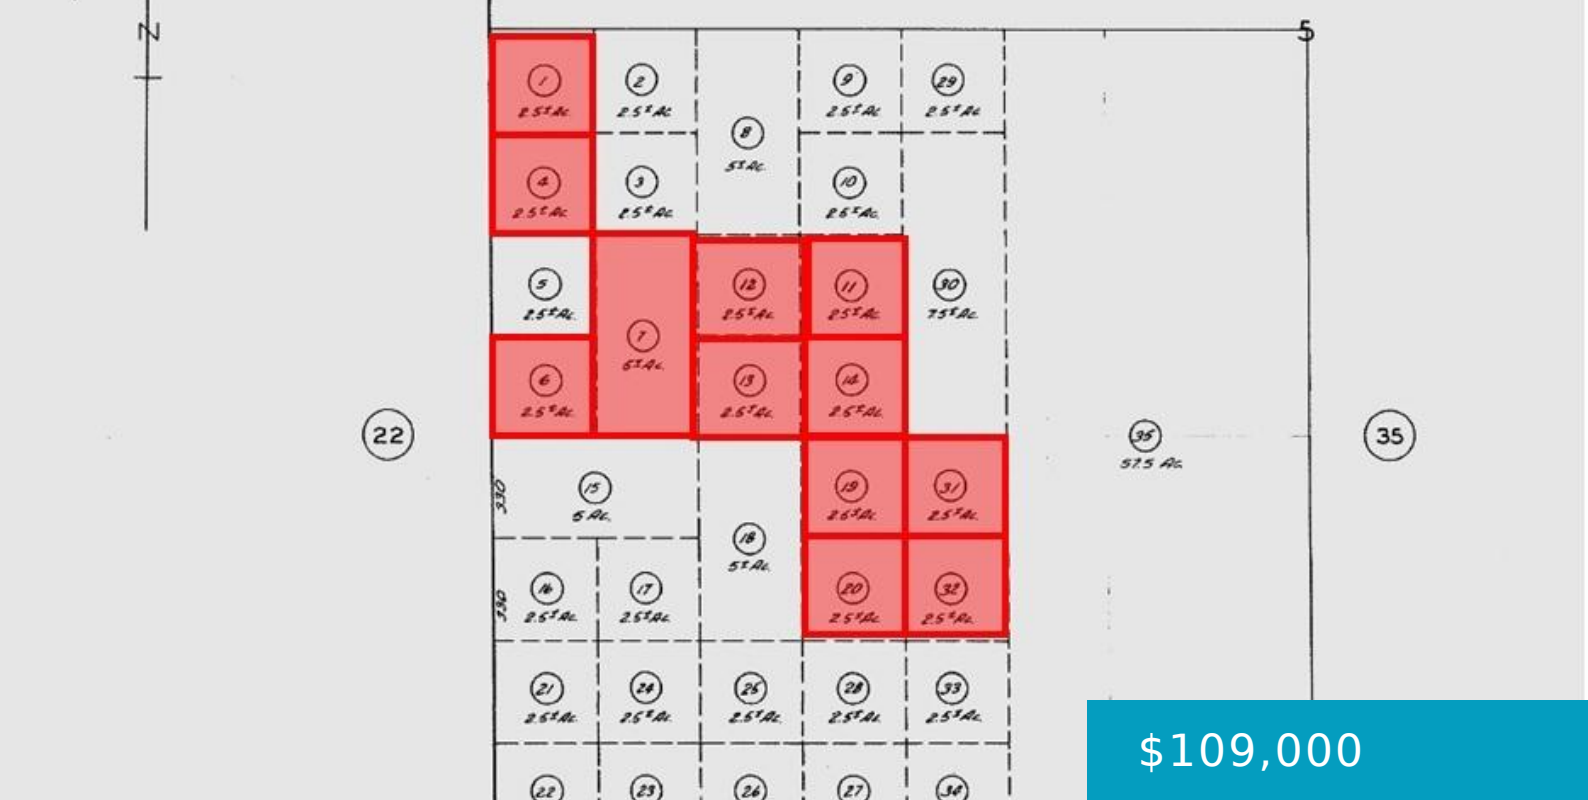 N
5
1
2.5± Ac.
2
2.5± Ac.
8
5± Ac.
9
2.5± Ac.
29
2.5± Ac.
4
2.5± Ac.
3
2.5± Ac.
10
2.5± Ac.
5
2.5± Ac.
7
5± Ac.
12
2.5± Ac.
11
2.5± Ac.
30
7.5± Ac.
6
2.5± Ac.
13
2.5± Ac.
14
2.5± Ac.
22
35
57.5 Ac.
35
330
15
5 Ac.
18
5± Ac.
19
2.5± Ac.
31
2.5± Ac.
330
16
2.5± Ac.
17
2.5± Ac.
20
2.5± Ac.
32
2.5± Ac.
21
2.5± Ac.
24
2.5± Ac.
25
2.5± Ac.
28
2.5± Ac.
33
2.5± Ac.
22
23
26
27
34
$109,000